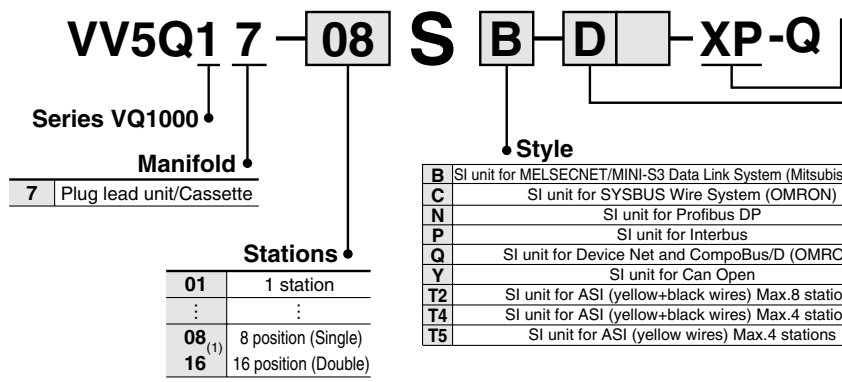 VV5Q1 7 – 08 S B – D – XP -Q
Series VQ1000
Manifold
7 Plug lead unit/Cassette
Stations
01 1 station
⋮ ⋮
08(1) 8 position (Single)
16 16 position (Double)
Style
B SI unit for MELSECNET/MINI-S3 Data Link System
C SI unit for SYSBUS Wire System (OMRON)
N SI unit for Profibus DP
P SI unit for Interbus
Q SI unit for Device Net and CompoBus/D
Y SI unit for Can Open
T2 SI unit for ASI (yellow+black wires) Max.8
T4 SI unit for ASI (yellow+black wires) Max.4
T5 SI unit for ASI (yellow wires) Max.4 stations